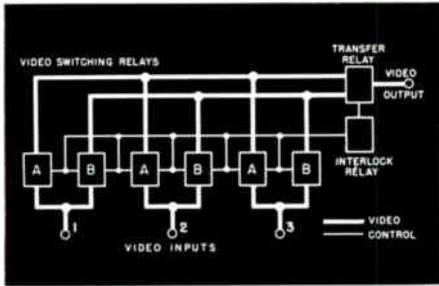 TRANSFER
RELAY
VIDEO SWITCHING RELAYS
VIDEO
OUTPUT
A
B
A
B
A
B
INTERLOCK
RELAY
1
2
3
VIDEO INPUTS
VIDEO
CONTROL